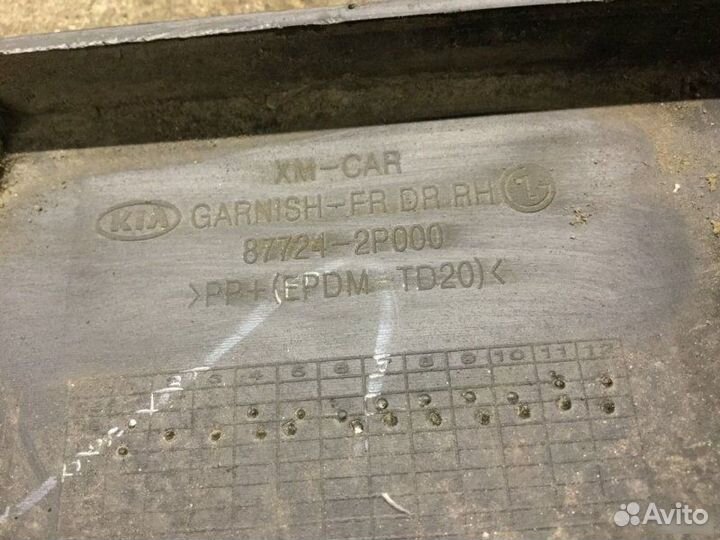 XM-CAR
KIA GARNISH-FR.DR.RH
87724-2P000
>PP+(EPDM-TD20)<
3 4 5 6 7 8 9 10 11 12
Avito